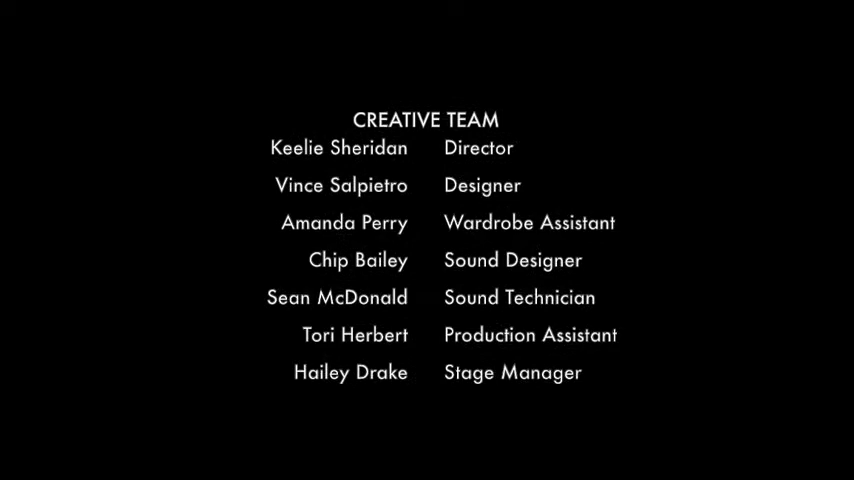 CREATIVE TEAM
Keelie Sheridan Director
Vince Salpietro Designer
Amanda Perry Wardrobe Assistant
Chip Bailey Sound Designer
Sean McDonald Sound Technician
Tori Herbert Production Assistant
Hailey Drake Stage Manager